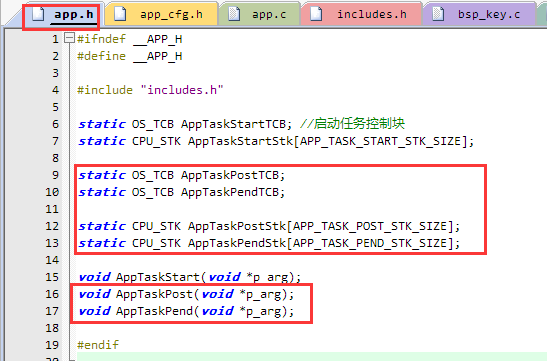 app.h app_cfg.h app.c includes.h bsp_key.c
1 #ifndef __APP_H
2 #define __APP_H
3
4 #include "includes.h"
5
6 static OS_TCB AppTaskStartTCB; //启动任务控制块
7 static CPU_STK AppTaskStartStk[APP_TASK_START_STK_SIZE];
8
9 static OS_TCB AppTaskPostTCB;
10 static OS_TCB AppTaskPendTCB;
11
12 static CPU_STK AppTaskPostStk[APP_TASK_POST_STK_SIZE];
13 static CPU_STK AppTaskPendStk[APP_TASK_PEND_STK_SIZE];
14
15 void AppTaskStart(void *p_arg);
16 void AppTaskPost(void *p_arg);
17 void AppTaskPend(void *p_arg);
18
19 #endif
20